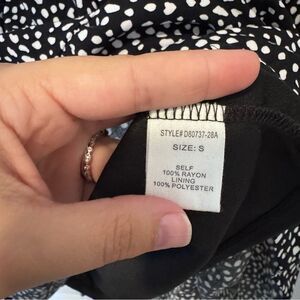 STYLE# D80737-28A
SIZE: S
SELF
100% RAYON
LINING
100% POLYESTER